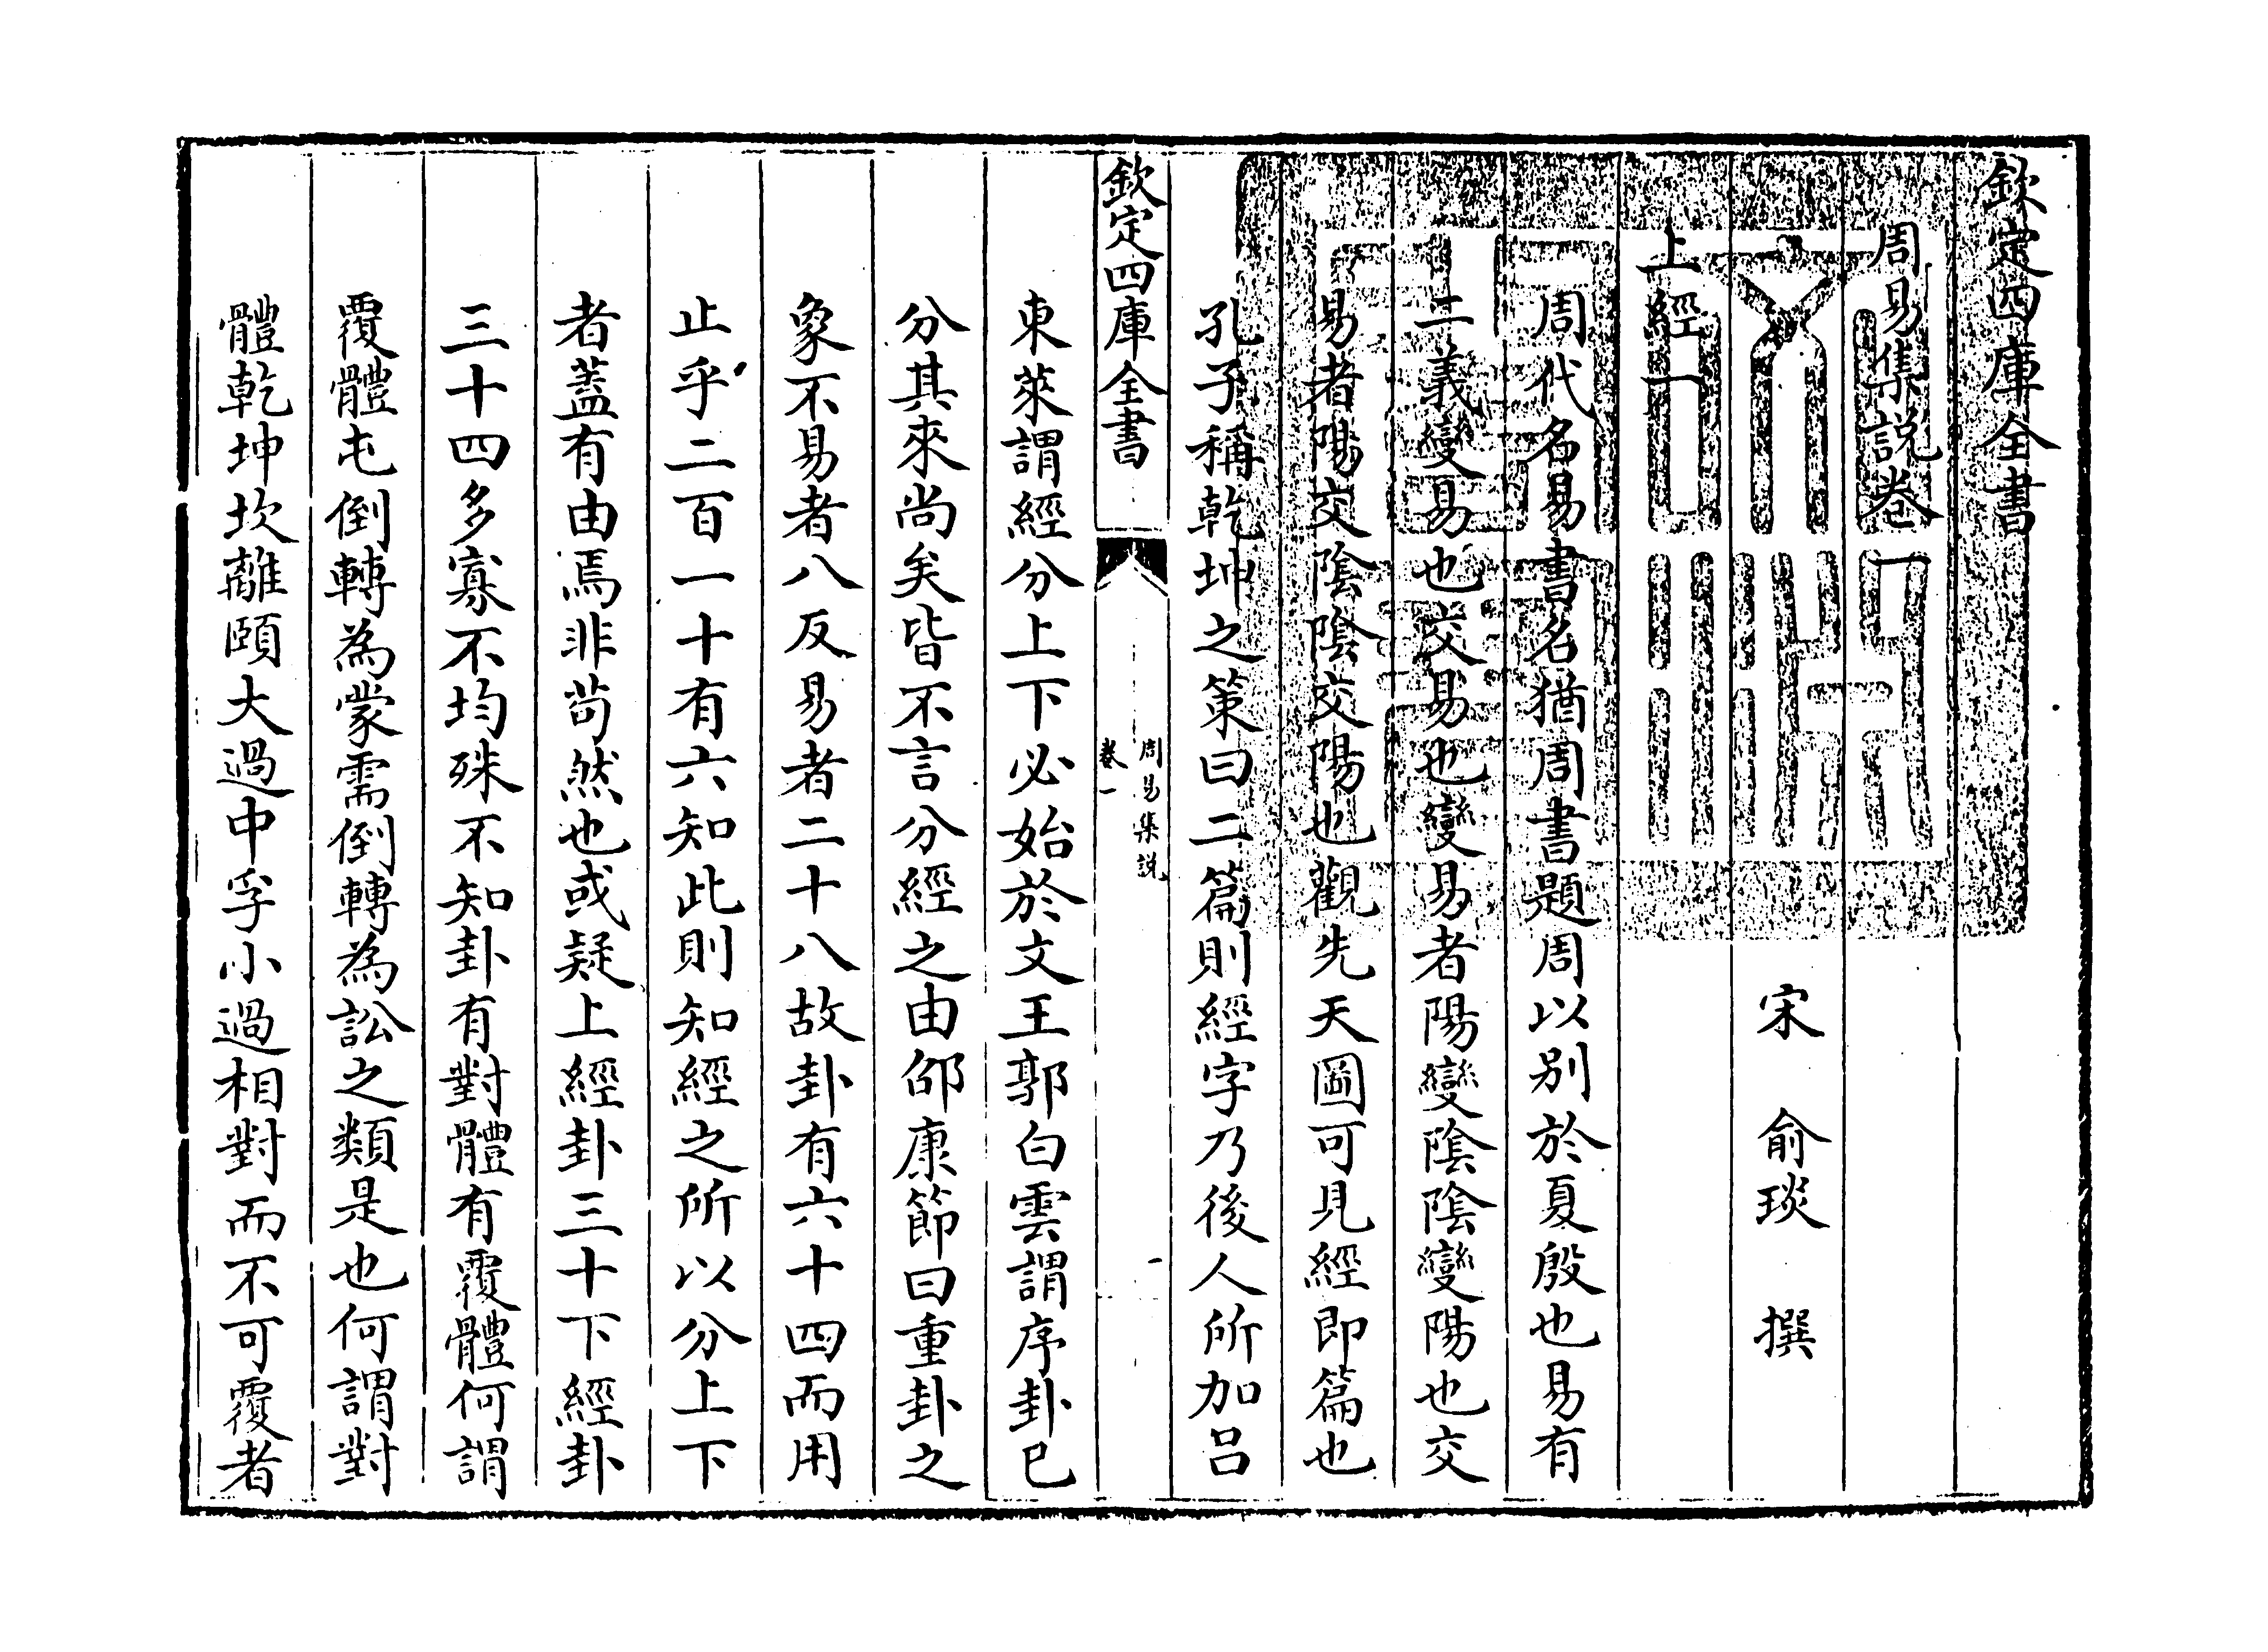 欽定四庫全書
周易集說卷一
宋　俞琰　撰
上經一
周代名易書名猶周書題周以别於夏殷也易有
二義變易也交易也變易者陽變隂隂變陽也交
易者陽交隂隂交陽也觀先天圖可見經即篇也
孔子稱乾坤之策曰二篇則經字乃後人所加吕
欽定四庫全書
周易集說
卷一
一
東萊謂經分上下必始於文王郭白雲謂序卦已
分其來尚矣皆不言分經之由邵康節曰重卦之
象不易者八反易者二十八故卦有六十四而用
止乎二百一十有六知此則知經之所以分上下
者蓋有由焉非苟然也或疑上經卦三十下經卦
三十四多寡不均殊不知卦有對體有覆體何謂
覆體屯倒轉為蒙需倒轉為訟之類是也何謂對
體乾坤坎離頤大過中孚小過相對而不可覆者